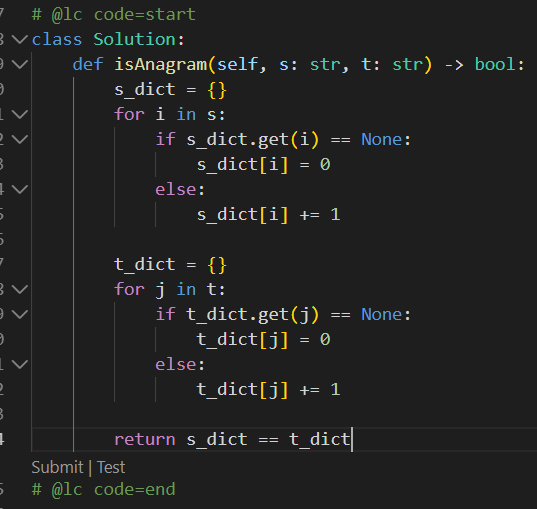 7 # @lc code=start
8 class Solution:
9 def isAnagram(self, s: str, t: str) -> bool:
0 s_dict = {}
1 for i in s:
2 if s_dict.get(i) == None:
3 s_dict[i] = 0
4 else:
5 s_dict[i] += 1
6
7 t_dict = {}
8 for j in t:
9 if t_dict.get(j) == None:
0 t_dict[j] = 0
1 else:
2 t_dict[j] += 1
3
4 return s_dict == t_dict
Submit | Test
5 # @lc code=end